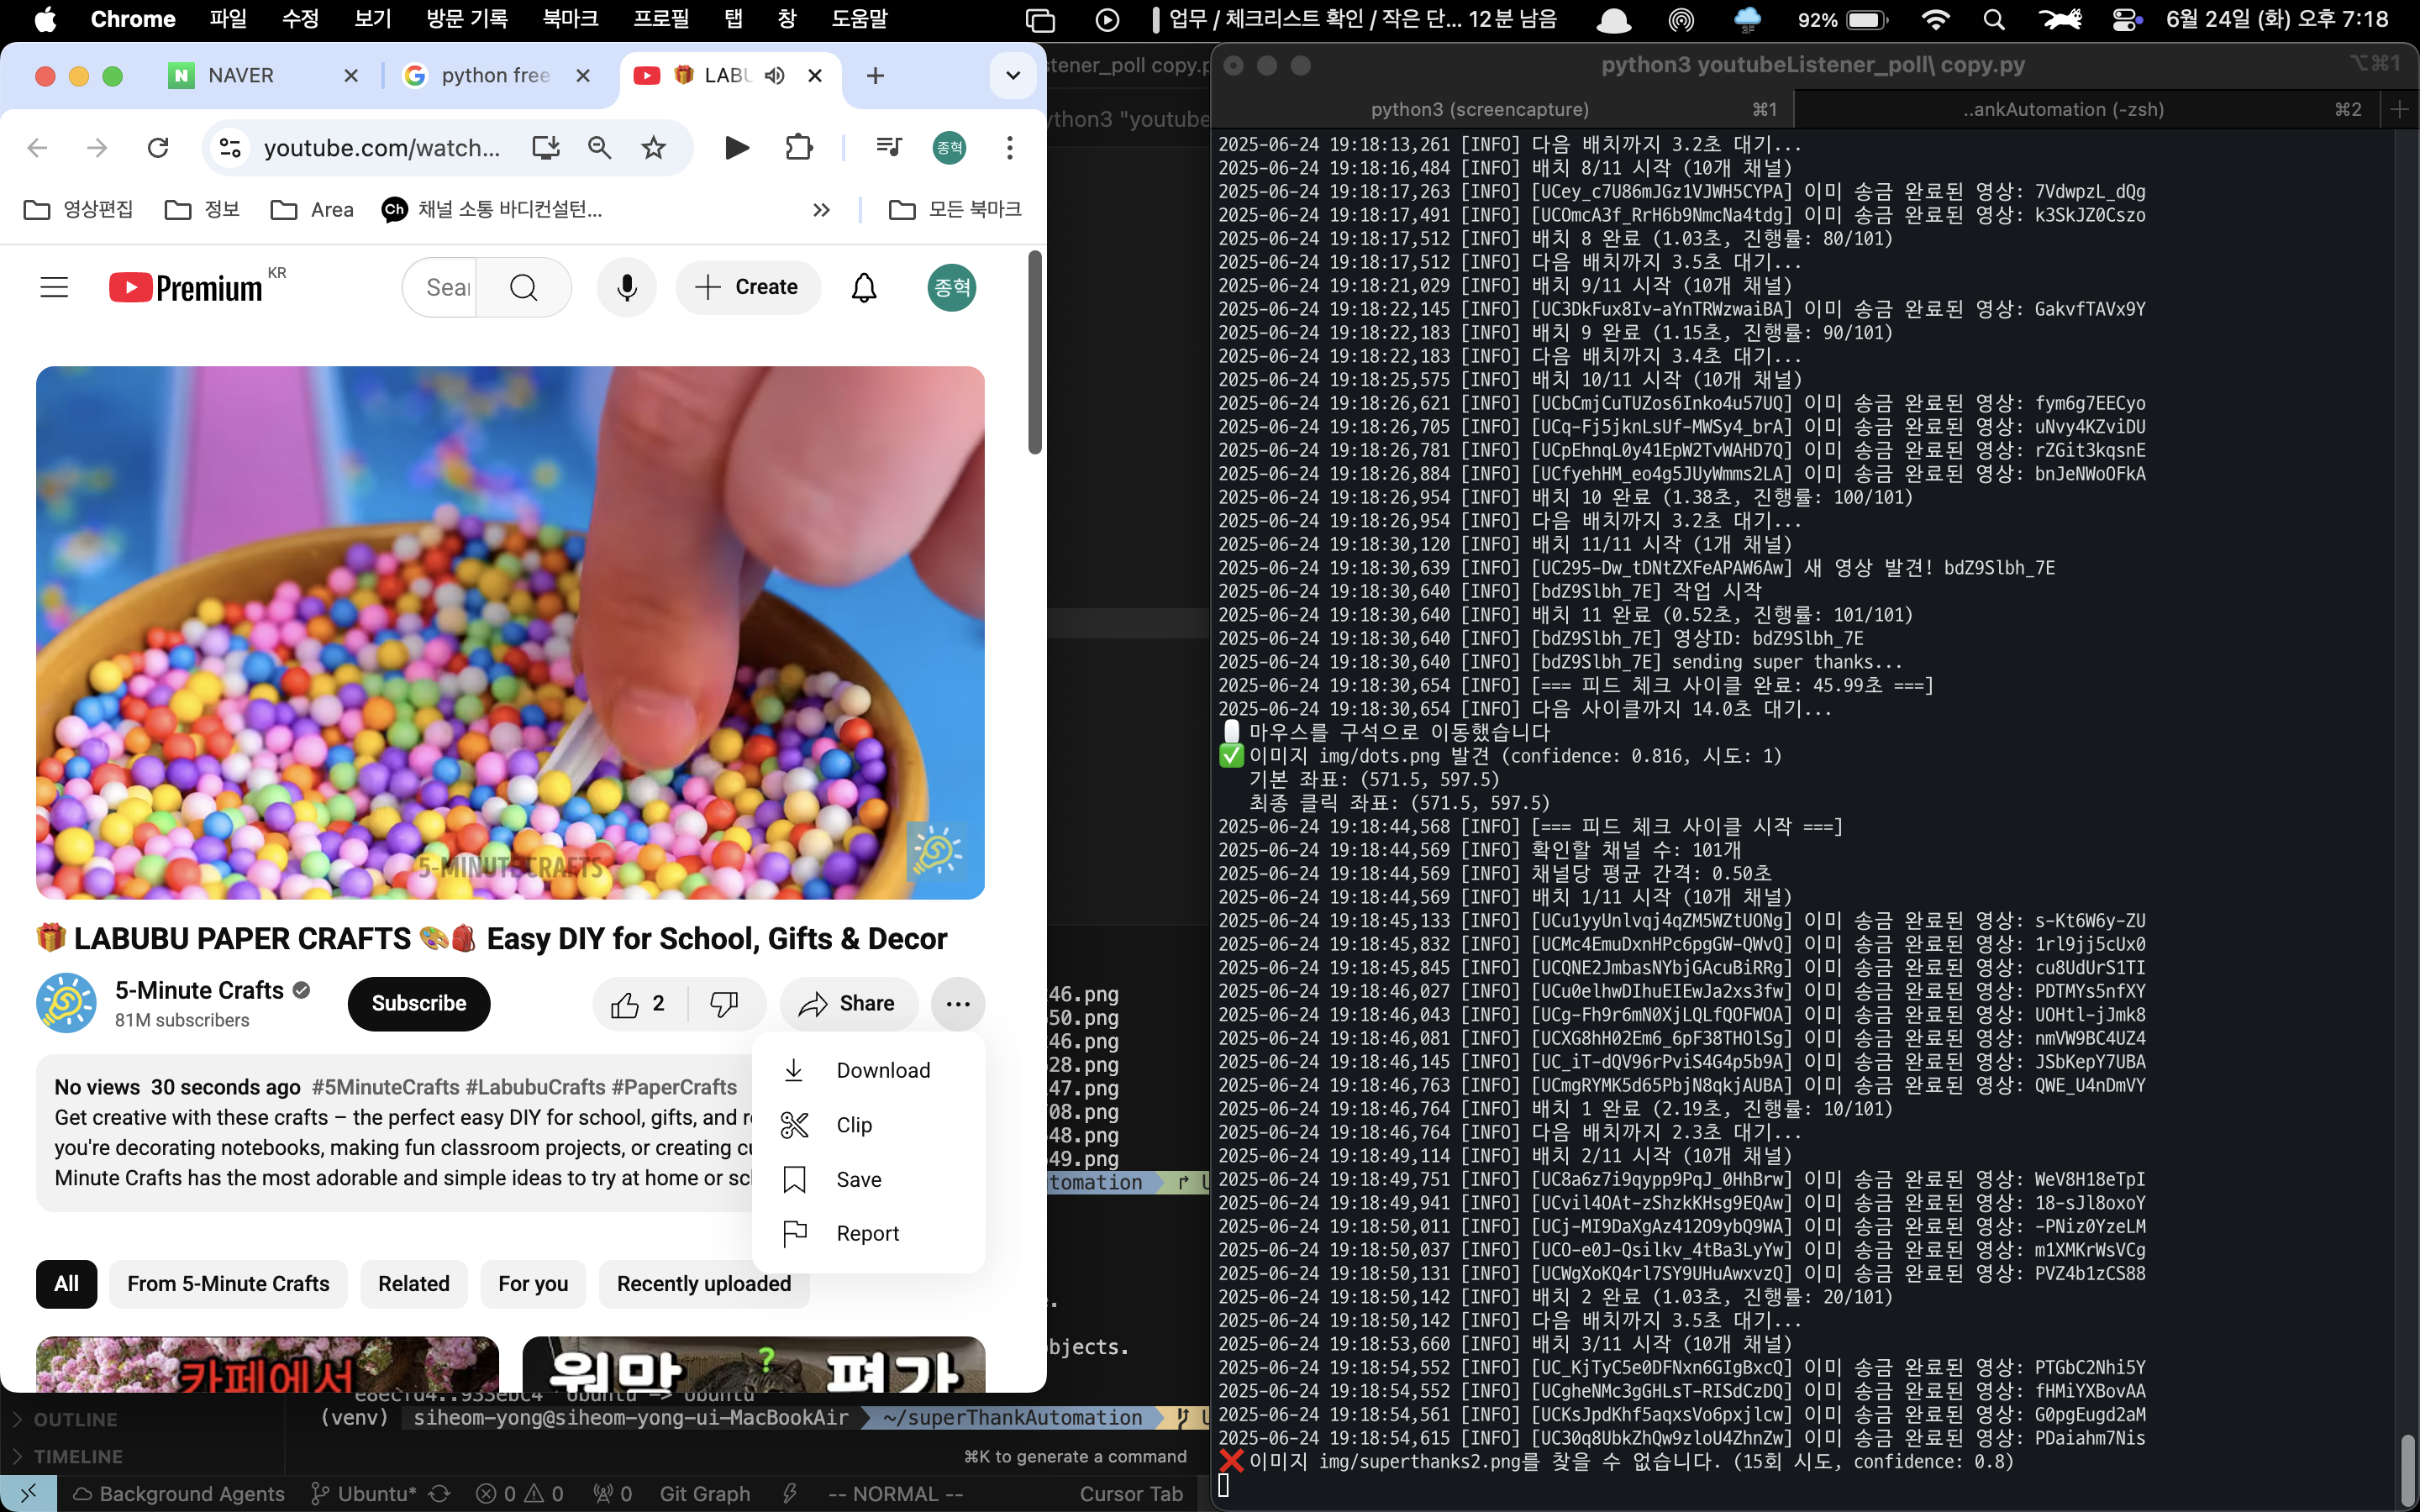 Chrome 파일 수정 보기 방문 기록 북마크 프로필 탭 창 도움말
업무 / 체크리스트 확인 / 작은 단... 12분 남음
3F
92%
6월 24일 (화) 오후 7:18
NAVER
python free
LABU
youtube.com/watch...
종혁
영상편집
정보
Area
채널 소통 바디컨설턴...
모든 북마크
Premium KR
Sear
Create
종혁
5-MINUTE CRAFTS
🎁 LABUBU PAPER CRAFTS 🎨🎒 Easy DIY for School, Gifts & Decor
5-Minute Crafts
81M subscribers
Subscribe
2
Share
...
Download
Clip
Save
Report
No views 30 seconds ago #5MinuteCrafts #LabubuCrafts #PaperCrafts
Get creative with these crafts – the perfect easy DIY for school, gifts, and
you're decorating notebooks, making fun classroom projects, or creating
Minute Crafts has the most adorable and simple ideas to try at home or
All
From 5-Minute Crafts
Related
For you
Recently uploaded
카페에서
워만 ? 평가
stener_poll copy.p
ython3 "youtube
46.png
50.png
46.png
28.png
47.png
08.png
48.png
49.png
tomation
bjects.
e8ecfd4..933ebc4 Ubuntu -> Ubuntu
(venv) siheom-yong@siheom-yong-ui-MacBookAir ~/superThankAutomation
OUTLINE
TIMELINE
⌘K to generate a command
Background Agents Ubuntu* 0 0 0 Git Graph -- NORMAL -- Cursor Tab
python3 youtubeListener_poll\ copy.py ⌥⌘1
python3 (screencapture) ⌘1
..ankAutomation (-zsh) ⌘2
2025-06-24 19:18:13,261 [INFO] 다음 배치까지 3.2초 대기...
2025-06-24 19:18:16,484 [INFO] 배치 8/11 시작 (10개 채널)
2025-06-24 19:18:17,263 [INFO] [UCey_c7U86mJGz1VJWH5CYPA] 이미 송금 완료된 영상: 7VdwpzL_dQg
2025-06-24 19:18:17,491 [INFO] [UCOmcA3f_RrH6b9NmcNa4tdg] 이미 송금 완료된 영상: k3SkJZ0Cszo
2025-06-24 19:18:17,512 [INFO] 배치 8 완료 (1.03초, 진행률: 80/101)
2025-06-24 19:18:17,512 [INFO] 다음 배치까지 3.5초 대기...
2025-06-24 19:18:21,029 [INFO] 배치 9/11 시작 (10개 채널)
2025-06-24 19:18:22,145 [INFO] [UC3DkFux8Iv-aYnTRWzwaiBA] 이미 송금 완료된 영상: GakvfTAVx9Y
2025-06-24 19:18:22,183 [INFO] 배치 9 완료 (1.15초, 진행률: 90/101)
2025-06-24 19:18:22,183 [INFO] 다음 배치까지 3.4초 대기...
2025-06-24 19:18:25,575 [INFO] 배치 10/11 시작 (10개 채널)
2025-06-24 19:18:26,621 [INFO] [UCbCmjCuTUZos6Inko4u57UQ] 이미 송금 완료된 영상: fym6g7EECyo
2025-06-24 19:18:26,705 [INFO] [UCq-Fj5jknLsUf-MWSy4_brA] 이미 송금 완료된 영상: uNvy4KZviDU
2025-06-24 19:18:26,781 [INFO] [UCpEhnqL0y41EpW2TvWAHD7Q] 이미 송금 완료된 영상: rZGit3kqsnE
2025-06-24 19:18:26,884 [INFO] [UCfyehHM_eo4g5JUyWmms2LA] 이미 송금 완료된 영상: bnJeNWoOFkA
2025-06-24 19:18:26,954 [INFO] 배치 10 완료 (1.38초, 진행률: 100/101)
2025-06-24 19:18:26,954 [INFO] 다음 배치까지 3.2초 대기...
2025-06-24 19:18:30,120 [INFO] 배치 11/11 시작 (1개 채널)
2025-06-24 19:18:30,639 [INFO] [UC295-Dw_tDNtZXFeAPAW6Aw] 새 영상 발견! bdZ9Slbh_7E
2025-06-24 19:18:30,640 [INFO] [bdZ9Slbh_7E] 작업 시작
2025-06-24 19:18:30,640 [INFO] 배치 11 완료 (0.52초, 진행률: 101/101)
2025-06-24 19:18:30,640 [INFO] [bdZ9Slbh_7E] 영상ID: bdZ9Slbh_7E
2025-06-24 19:18:30,640 [INFO] [bdZ9Slbh_7E] sending super thanks...
2025-06-24 19:18:30,654 [INFO] [=== 피드 체크 사이클 완료: 45.99초 ===]
2025-06-24 19:18:30,654 [INFO] 다음 사이클까지 14.0초 대기...
마우스를 구석으로 이동했습니다
✅이미지 img/dots.png 발견 (confidence: 0.816, 시도: 1)
기본 좌표: (571.5, 597.5)
최종 클릭 좌표: (571.5, 597.5)
2025-06-24 19:18:44,568 [INFO] [=== 피드 체크 사이클 시작 ===]
2025-06-24 19:18:44,569 [INFO] 확인할 채널 수: 101개
2025-06-24 19:18:44,569 [INFO] 채널당 평균 간격: 0.50초
2025-06-24 19:18:44,569 [INFO] 배치 1/11 시작 (10개 채널)
2025-06-24 19:18:45,133 [INFO] [UCu1yyUnlvqj4qZM5WZtUONg] 이미 송금 완료된 영상: s-Kt6W6y-ZU
2025-06-24 19:18:45,832 [INFO] [UCMc4EmuDxnHPc6pgGW-QWvQ] 이미 송금 완료된 영상: 1rl9jj5cUx0
2025-06-24 19:18:45,845 [INFO] [UCQNE2JmbasNYbjGAcuBiRRg] 이미 송금 완료된 영상: cu8UdUrS1TI
2025-06-24 19:18:46,027 [INFO] [UCu0elhwDIhuEIEwJa2xs3fw] 이미 송금 완료된 영상: PDTMYs5nfXY
2025-06-24 19:18:46,043 [INFO] [UCg-Fh9r6mN0XjLQLfQOFWOA] 이미 송금 완료된 영상: UOHtl-jJmk8
2025-06-24 19:18:46,081 [INFO] [UCXG8hH02Em6_6pF38THOlSg] 이미 송금 완료된 영상: nmVW9BC4UZ4
2025-06-24 19:18:46,145 [INFO] [UC_iT-dQV96rPviS4G4p5b9A] 이미 송금 완료된 영상: JSbKepY7UBA
2025-06-24 19:18:46,763 [INFO] [UCmgRYMK5d65PbjN8qkjAUBA] 이미 송금 완료된 영상: QWE_U4nDmVY
2025-06-24 19:18:46,764 [INFO] 배치 1 완료 (2.19초, 진행률: 10/101)
2025-06-24 19:18:46,764 [INFO] 다음 배치까지 2.3초 대기...
2025-06-24 19:18:49,114 [INFO] 배치 2/11 시작 (10개 채널)
2025-06-24 19:18:49,751 [INFO] [UC8a6z7i9qypp9PqJ_0HhBrw] 이미 송금 완료된 영상: WeV8H18eTpI
2025-06-24 19:18:49,941 [INFO] [UCvil4OAt-zShzkKHsg9EQAw] 이미 송금 완료된 영상: 18-sJl8oxoY
2025-06-24 19:18:50,011 [INFO] [UCj-MI9DaXgAz412O9ybQ9WA] 이미 송금 완료된 영상: -PNiz0YzeLM
2025-06-24 19:18:50,037 [INFO] [UCO-e0J-Qsilkv_4tBa3LyYw] 이미 송금 완료된 영상: m1XMKrWsVCg
2025-06-24 19:18:50,131 [INFO] [UCWgXoKQ4rl7SY9UHuAwxvzQ] 이미 송금 완료된 영상: PVZ4b1zCS88
2025-06-24 19:18:50,142 [INFO] 배치 2 완료 (1.03초, 진행률: 20/101)
2025-06-24 19:18:50,142 [INFO] 다음 배치까지 3.5초 대기...
2025-06-24 19:18:53,660 [INFO] 배치 3/11 시작 (10개 채널)
2025-06-24 19:18:54,552 [INFO] [UC_KjTyC5e0DFNxn6GIgBxcQ] 이미 송금 완료된 영상: PTGbC2Nhi5Y
2025-06-24 19:18:54,552 [INFO] [UCgheNMc3gGHLsT-RISdCzDQ] 이미 송금 완료된 영상: fHMiYXBovAA
2025-06-24 19:18:54,561 [INFO] [UCKsJpdKhf5aqxsVo6pxjlcw] 이미 송금 완료된 영상: G0pgEugd2aM
2025-06-24 19:18:54,615 [INFO] [UC30q8UbkZhQw9zloU4ZhnZw] 이미 송금 완료된 영상: PDaiahm7Nis
❌이미지 img/superthanks2.png를 찾을 수 없습니다. (15회 시도, confidence: 0.8)